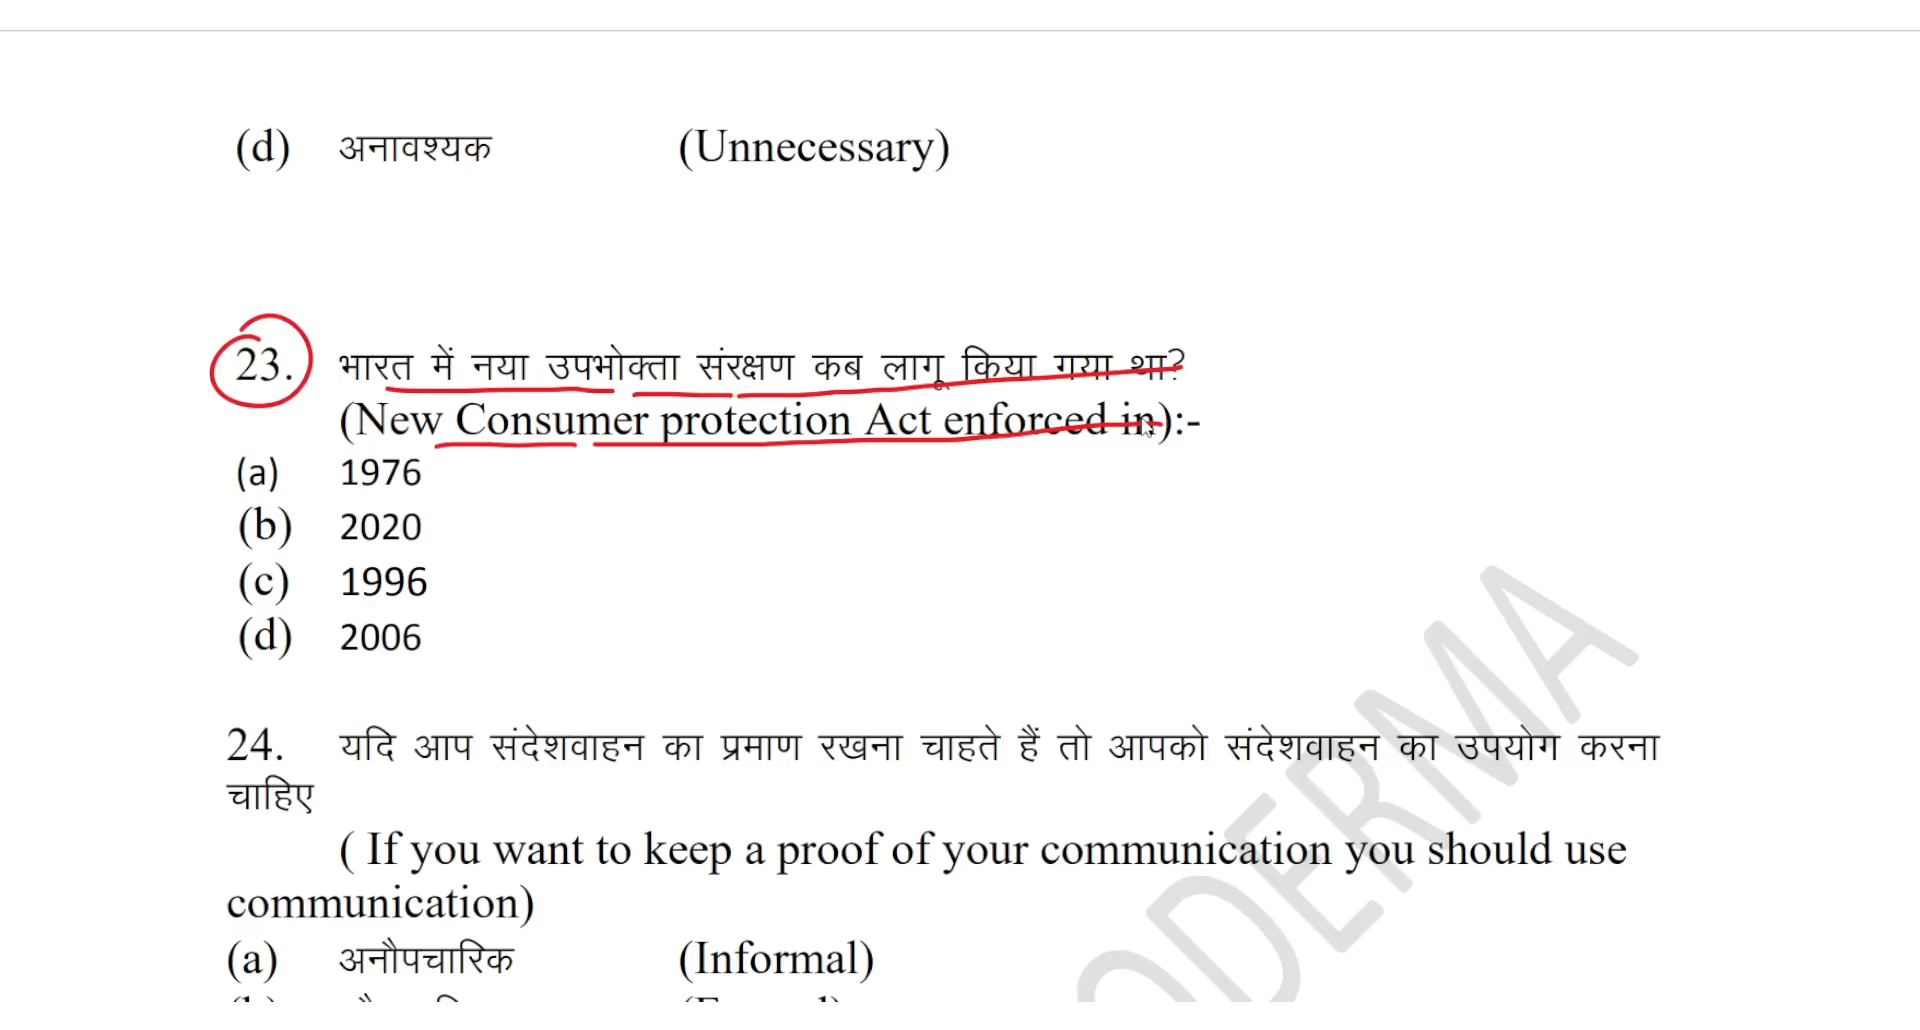 (d) अनावश्यक (Unnecessary)
23. भारत में नया उपभोक्ता संरक्षण कब लागू किया गया था?
(New Consumer protection Act enforced in):-
(a) 1976
(b) 2020
(c) 1996
(d) 2006
24. यदि आप संदेशवाहन का प्रमाण रखना चाहते हैं तो आपको संदेशवाहन का उपयोग करना
चाहिए
( If you want to keep a proof of your communication you should use
communication)
(a) अनौपचारिक (Informal)
ODERMA